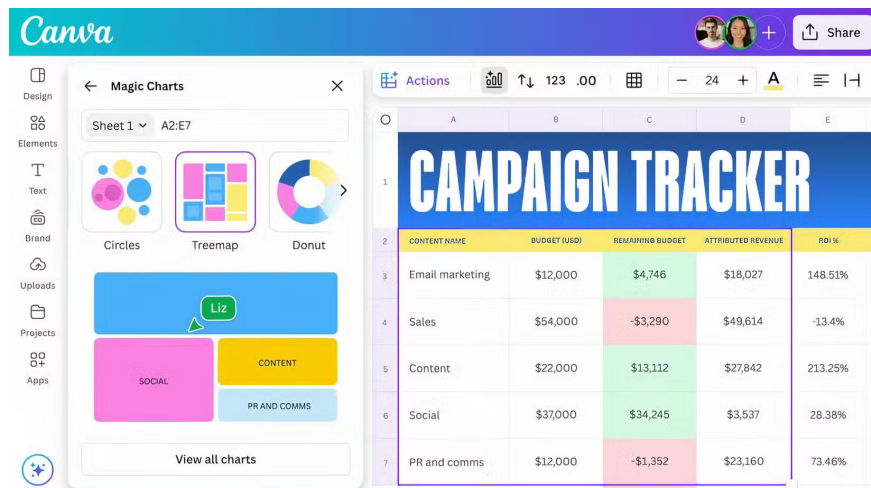 Canva
Share
Design
Elements
Text
Brand
Uploads
Projects
Apps
Magic Charts
Sheet 1 A2:E7
Circles Treemap Donut
Liz
SOCIAL
CONTENT
PR AND COMMS
View all charts
Actions 123 .00 24 A
A B C D E
1 CAMPAIGN TRACKER
2 CONTENT NAME BUDGET (USD) REMAINING BUDGET ATTRIBUTED REVENUE ROI %
3 Email marketing $12,000 $4,746 $18,027 148.51%
4 Sales $54,000 -$3,290 $49,614 -13.4%
5 Content $22,000 $13,112 $27,842 213.25%
6 Social $37,000 $34,245 $3,537 28.38%
7 PR and comms $12,000 -$1,352 $23,160 73.46%